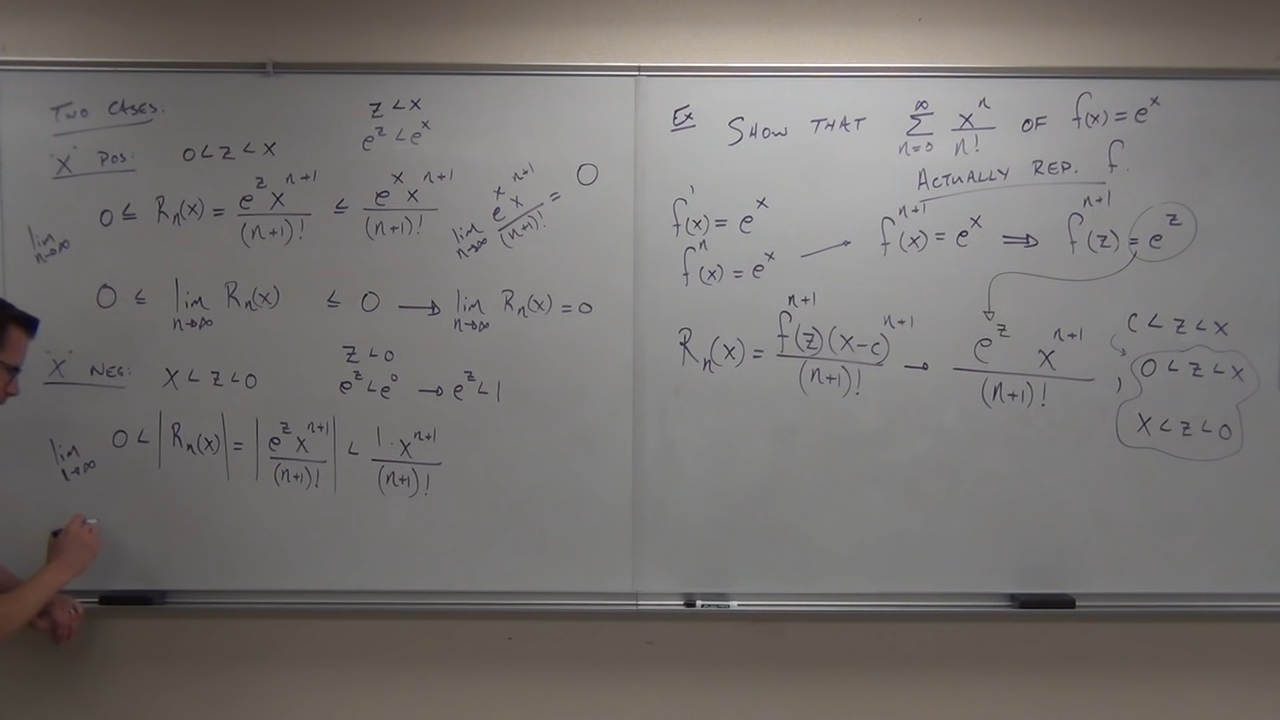 TWO CASES:
z < x
e^z < e^x
"X" POS: 0 < z < x
lim n→∞ 0 ≤ R_n(x) = e^z x^{n+1} / (n+1)! ≤ e^x x^{n+1} / (n+1)! lim n→∞ e^x x^{n+1} / (n+1)! = 0
0 ≤ lim n→∞ R_n(x) ≤ 0 → lim n→∞ R_n(x) = 0
z < 0
"X" NEG: x < z < 0 e^z < e^0 → e^z < 1
lim n→∞ 0 < |R_n(x)| = |e^z x^{n+1} / (n+1)!| < 1·x^{n+1} / (n+1)!
Ex SHOW THAT ∑_{n=0}^{∞} x^n / n! OF f(x) = e^x
ACTUALLY REP. f.
f'(x) = e^x
f^n(x) = e^x → f^{n+1}(x) = e^x ⇒ f^{n+1}(z) = e^z
R_n(x) = f^{n+1}(z)(x-c)^{n+1} / (n+1)! → e^z x^{n+1} / (n+1)! ,
c < z < x
0 < z < x
x < z < 0